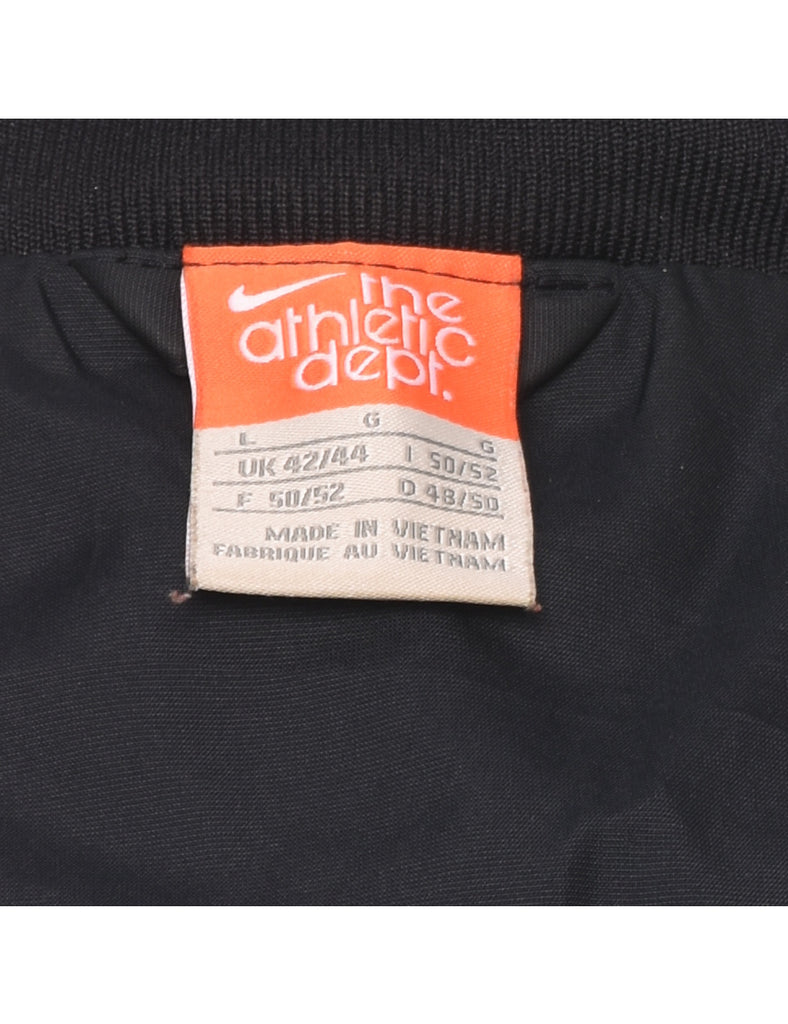 the
athletic
dept.
L G G
UK 42/44 I 50/52
F 50/52 D 48/50
MADE IN VIETNAM
FABRIQUE AU VIETNAM